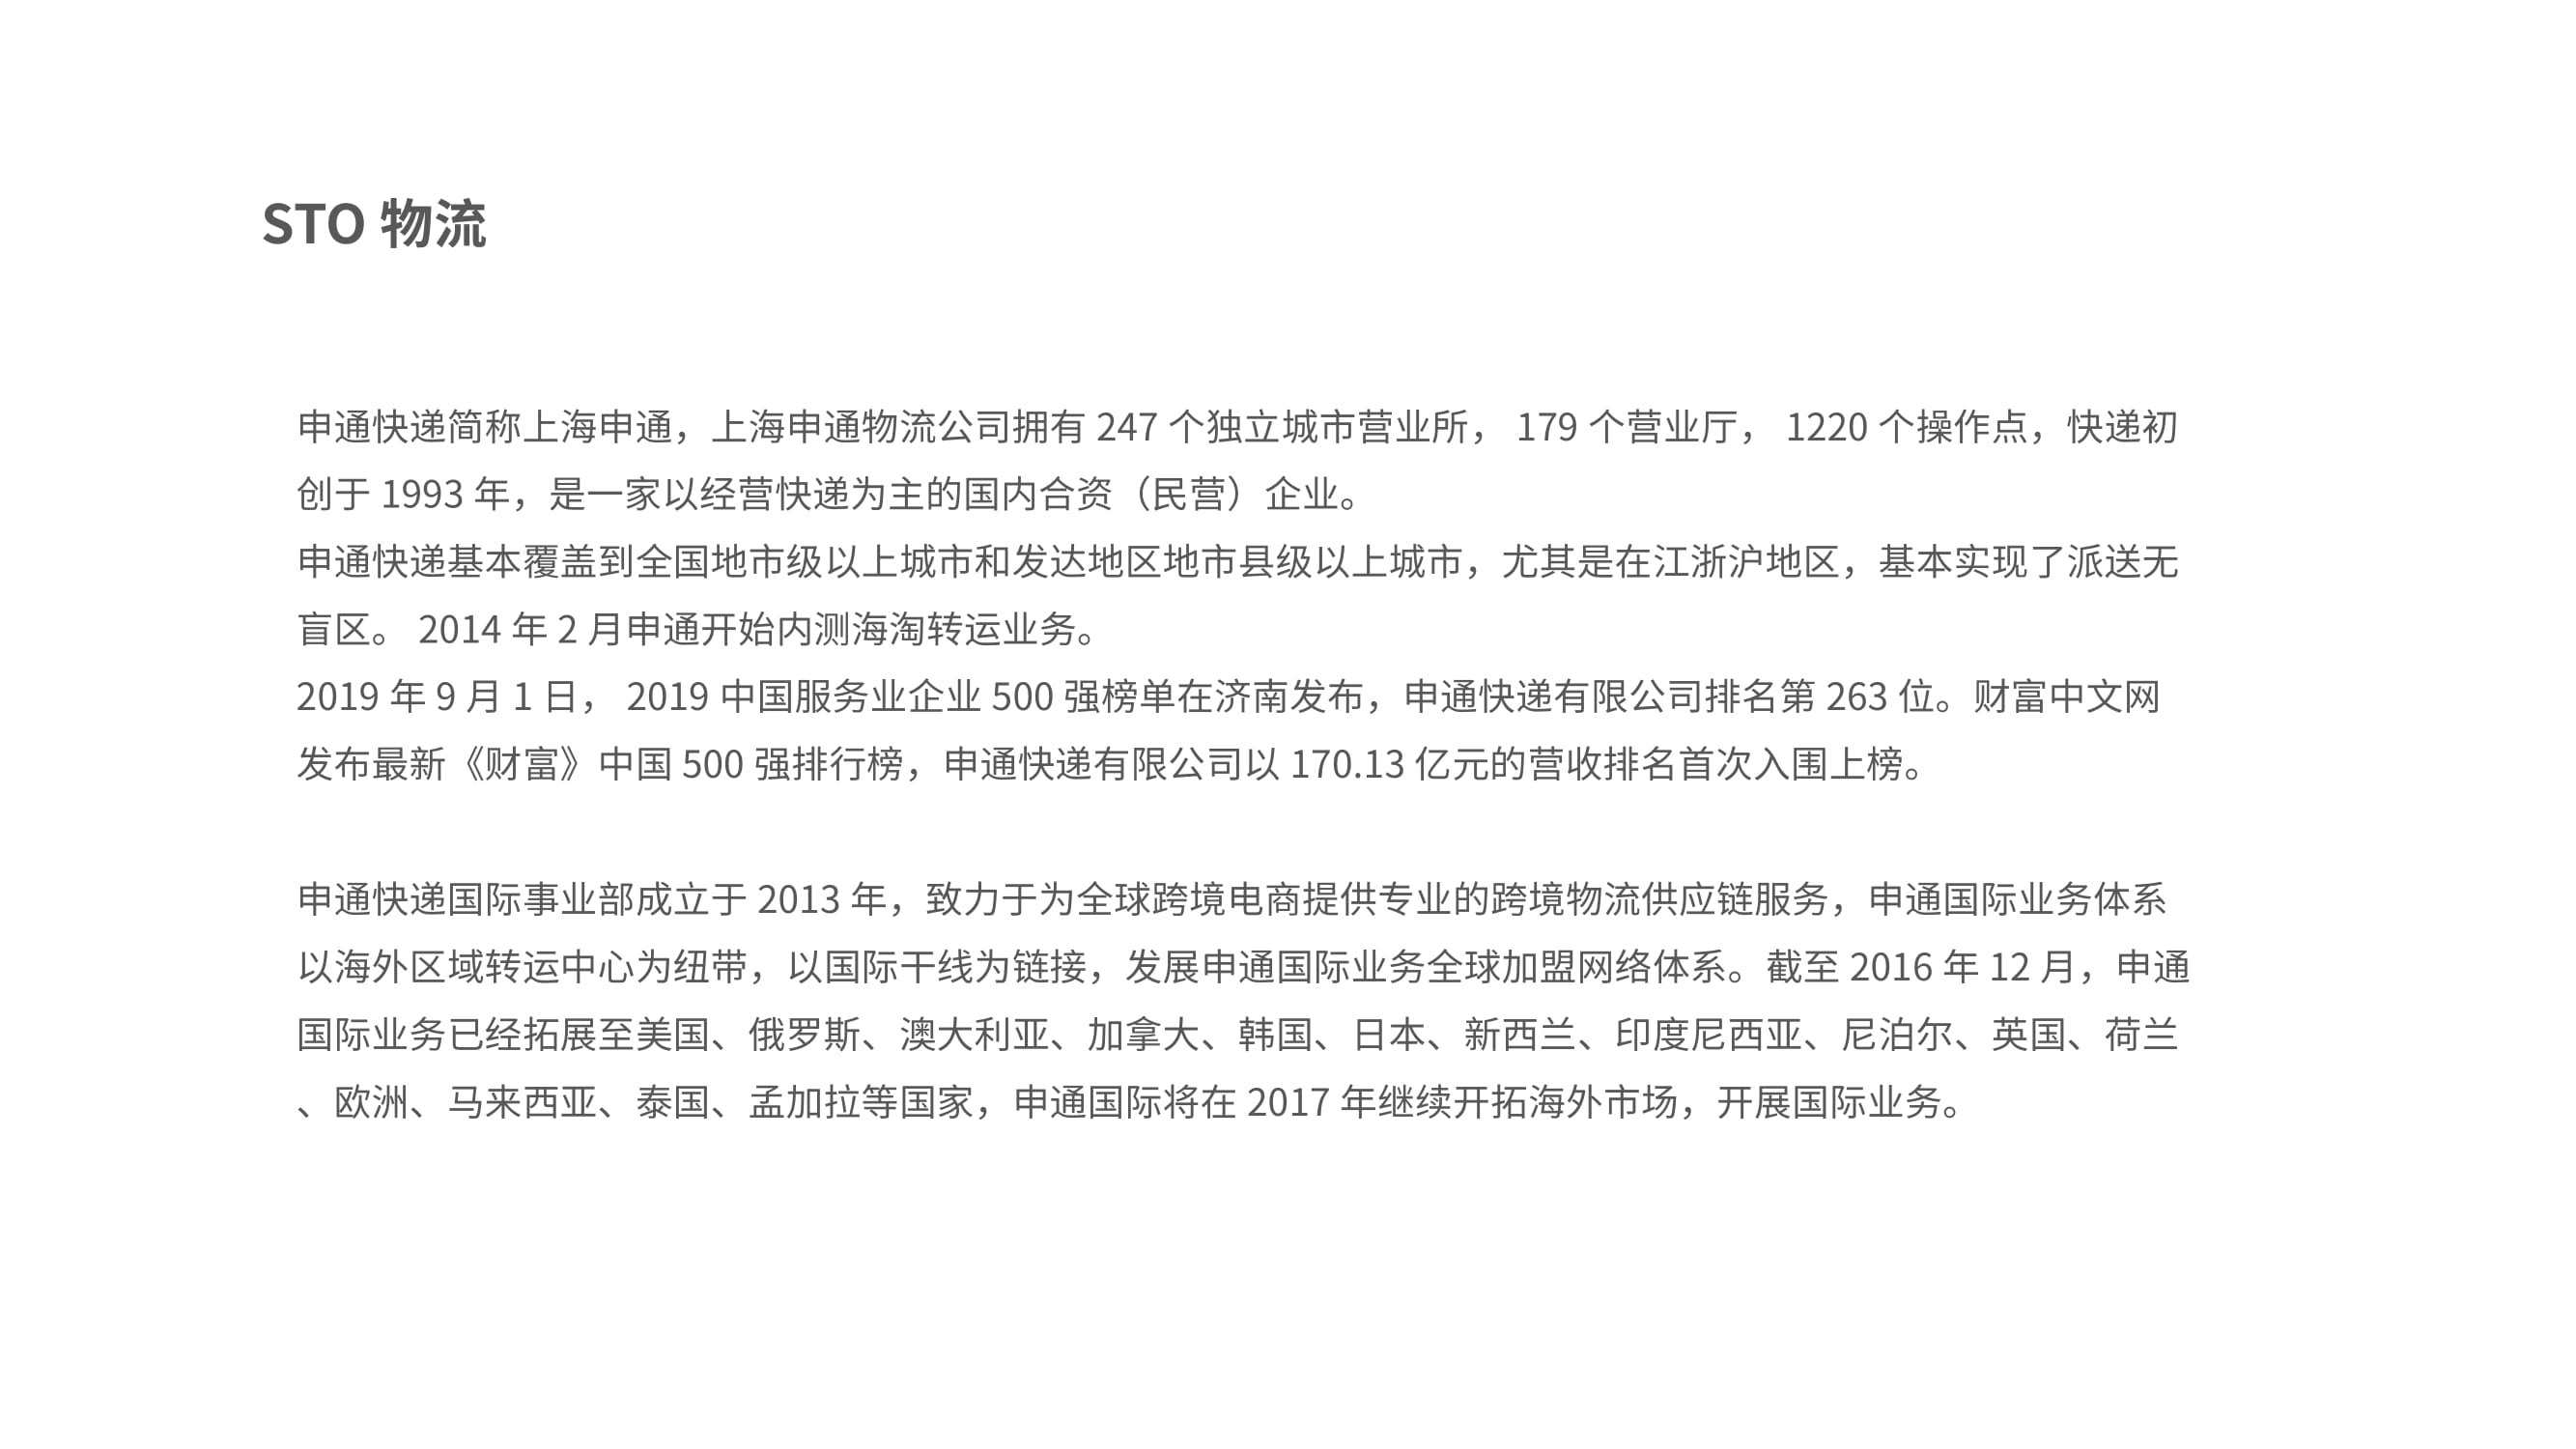 STO 物流
申通快递简称上海申通，上海申通物流公司拥有 247 个独立城市营业所， 179 个营业厅， 1220 个操作点，快递初
创于 1993 年，是一家以经营快递为主的国内合资（民营）企业。
申通快递基本覆盖到全国地市级以上城市和发达地区地市县级以上城市，尤其是在江浙沪地区，基本实现了派送无
盲区。 2014 年 2 月申通开始内测海淘转运业务。
2019 年 9 月 1 日， 2019 中国服务业企业 500 强榜单在济南发布，申通快递有限公司排名第 263 位。财富中文网
发布最新《财富》中国 500 强排行榜，申通快递有限公司以 170.13 亿元的营收排名首次入围上榜。
申通快递国际事业部成立于 2013 年，致力于为全球跨境电商提供专业的跨境物流供应链服务，申通国际业务体系
以海外区域转运中心为纽带，以国际干线为链接，发展申通国际业务全球加盟网络体系。截至 2016 年 12 月，申通
国际业务已经拓展至美国、俄罗斯、澳大利亚、加拿大、韩国、日本、新西兰、印度尼西亚、尼泊尔、英国、荷兰
、欧洲、马来西亚、泰国、孟加拉等国家，申通国际将在 2017 年继续开拓海外市场，开展国际业务。